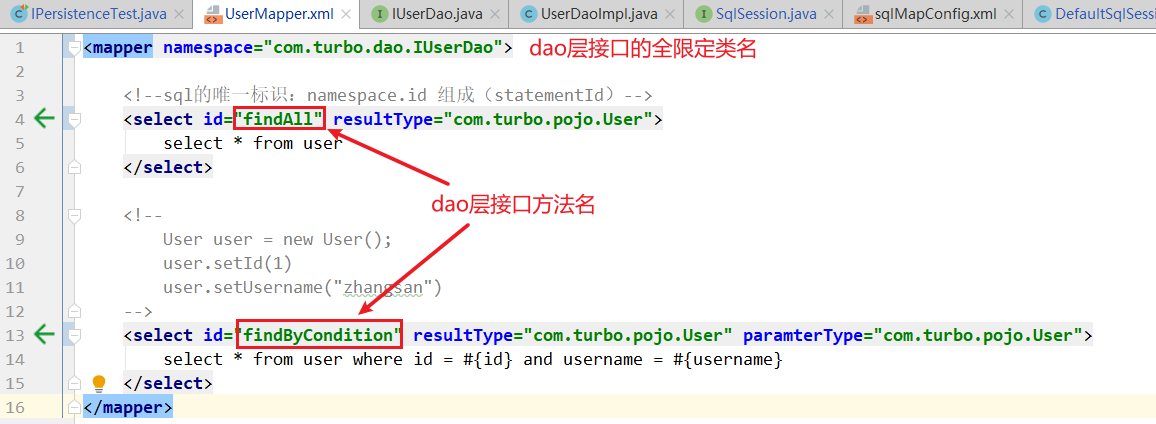 IPersistenceTest.java UserMapper.xml IUserDao.java UserDaoImpl.java SqlSession.java sqlMapConfig.xml DefaultSqlSessi
1 <mapper namespace="com.turbo.dao.IUserDao"> dao层接口的全限定类名
2
3 <!--sql的唯一标识：namespace.id 组成（statementId）-->
4 <select id="findAll" resultType="com.turbo.pojo.User">
5 select * from user
6 </select>
7
dao层接口方法名
8 <!--
9 User user = new User();
10 user.setId(1)
11 user.setUsername("zhangsan")
12 -->
13 <select id="findByCondition" resultType="com.turbo.pojo.User" paramterType="com.turbo.pojo.User">
14 select * from user where id = #{id} and username = #{username}
15 </select>
16 </mapper>